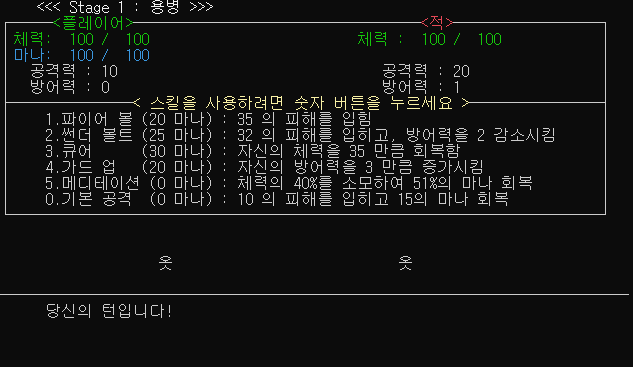 <<< Stage 1 : 용병 >>>
<플레이어> <적>
체력: 100 / 100 체력 : 100 / 100
마나: 100 / 100
공격력 : 10 공격력 : 20
방어력 : 0 방어력 : 1
< 스킬을 사용하려면 숫자 버튼을 누르세요 >
1.파이어 볼 (20 마나) : 35 의 피해를 입힘
2.썬더 볼트 (25 마나) : 32 의 피해를 입히고, 방어력을 2 감소시킴
3.큐어 (30 마나) : 자신의 체력을 35 만큼 회복함
4.가드 업 (20 마나) : 자신의 방어력을 3 만큼 증가시킴
5.메디테이션 (0 마나) : 체력의 40%를 소모하여 51%의 마나 회복
0.기본 공격 (0 마나) : 10 의 피해를 입히고 15의 마나 회복
옷 옷
당신의 턴입니다!